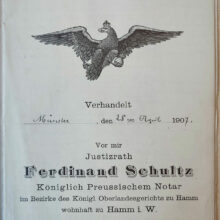 Verhandelt
Münster, den 28ten April 1907.
Vor mir
Justizrath
Ferdinand Schultz
Königlich Preussischem Notar
im Bezirke des Königl. Oberlandesgerichts zu Hamm
wohnhaft zu Hamm i. W.